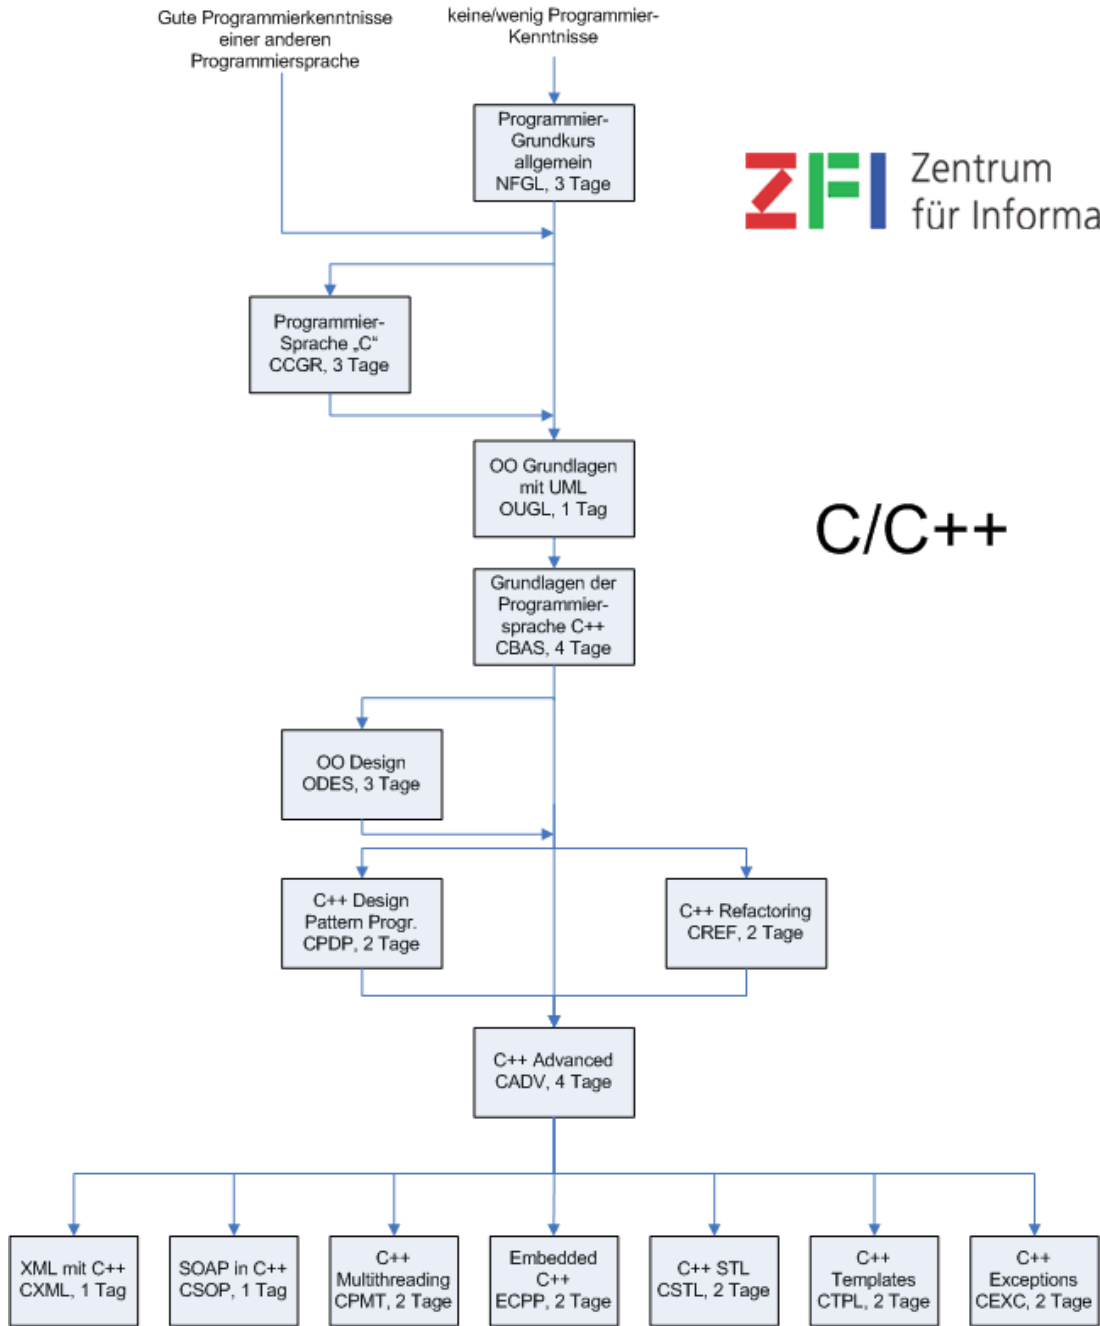 Gute Programmierkenntnisse
einer anderen
Programmiersprache
keine/wenig Programmier-
Kenntnisse
Programmier-
Grundkurs
allgemein
NFGL, 3 Tage
ZFI
Zentrum
für Informa
Programmier-
Sprache „C“
CCGR, 3 Tage
OO Grundlagen
mit UML
OUGL, 1 Tag
C/C++
Grundlagen der
Programmier-
sprache C++
CBAS, 4 Tage
OO Design
ODES, 3 Tage
C++ Design
Pattern Progr.
CPDP, 2 Tage
C++ Refactoring
CREF, 2 Tage
C++ Advanced
CADV, 4 Tage
XML mit C++
CXML, 1 Tag
SOAP in C++
CSOP, 1 Tag
C++
Multithreading
CPMT, 2 Tage
Embedded
C++
ECPP, 2 Tage
C++ STL
CSTL, 2 Tage
C++
Templates
CTPL, 2 Tage
C++
Exceptions
CEXC, 2 Tage